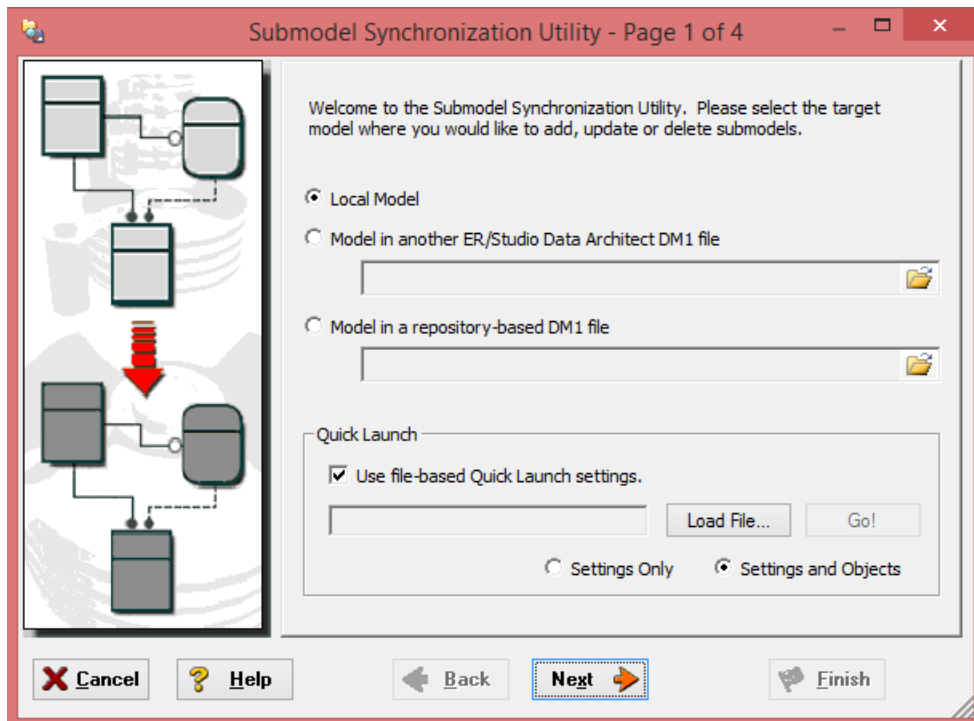 Submodel Synchronization Utility - Page 1 of 4
Welcome to the Submodel Synchronization Utility. Please select the target
model where you would like to add, update or delete submodels.
Local Model
Model in another ER/Studio Data Architect DM1 file
Model in a repository-based DM1 file
Quick Launch
Use file-based Quick Launch settings.
Load File...
Go!
Settings Only
Settings and Objects
Cancel
Help
Back
Next
Finish